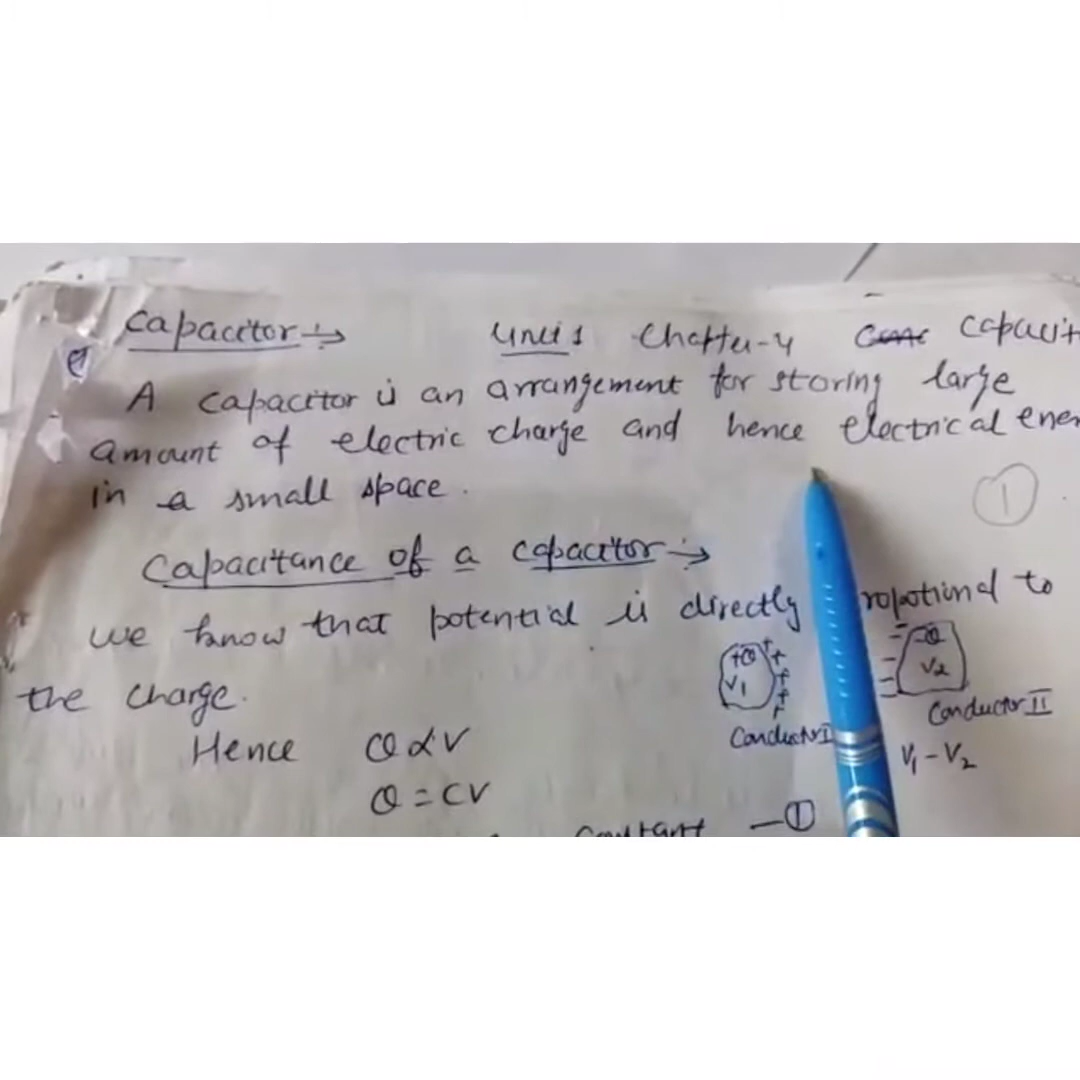 Capacitor :→ Unit 1 Chapter-4
A capacitor is an arrangement for storing large
amount of electric charge and hence electrical ener
in a small space.
①
Capacitance of a capacitor :→
We know that potential is directly ropotional to
the charge.
+Q + -Q
V1 V2
Conductor I Conductor II
Hence Q ∝ V V1 - V2
Q = CV
Constant —①